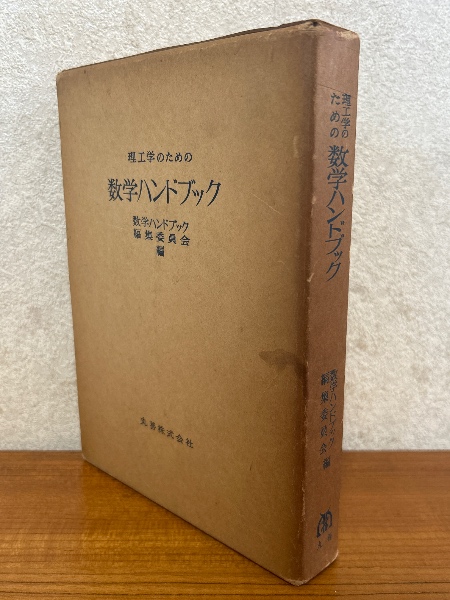 理工学のための
数学ハンドブック
数学ハンドブック
編集委員会
編
丸善株式会社
理工学の
ための
数学ハンドブック
数学ハンドブック
編集委員会 編
丸善